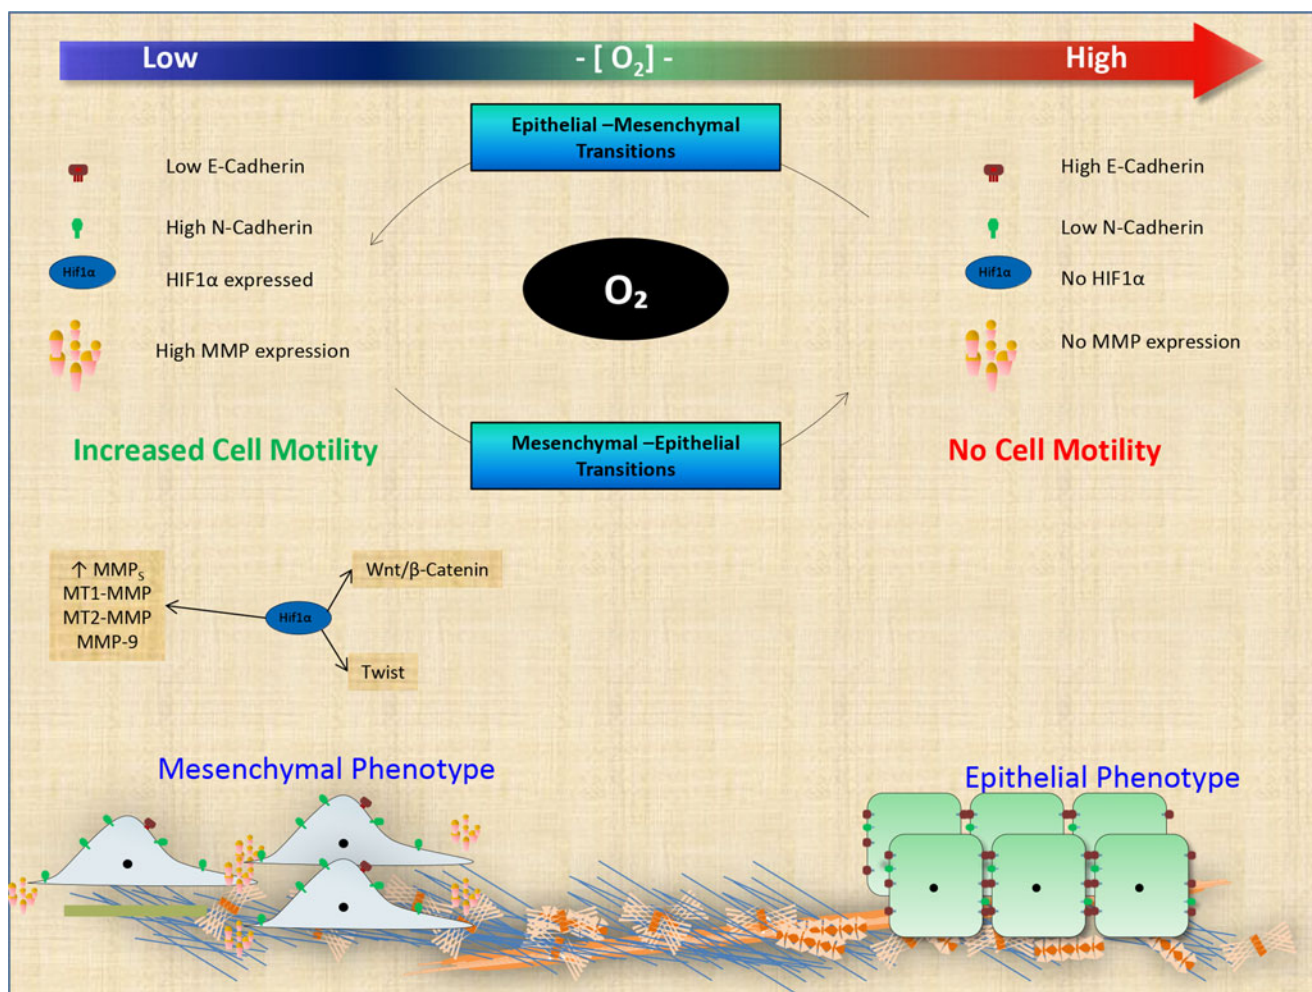 Low
- [ O₂] -
High
Epithelial –Mesenchymal
Transitions
Low E-Cadherin
High N-Cadherin
Hif1α
HIF1α expressed
High MMP expression
O₂
High E-Cadherin
Low N-Cadherin
Hif1α
No HIF1α
No MMP expression
Mesenchymal –Epithelial
Transitions
Increased Cell Motility
No Cell Motility
↑ MMPₛ
MT1-MMP
MT2-MMP
MMP-9
Hif1α
Wnt/β-Catenin
Twist
Mesenchymal Phenotype
Epithelial Phenotype